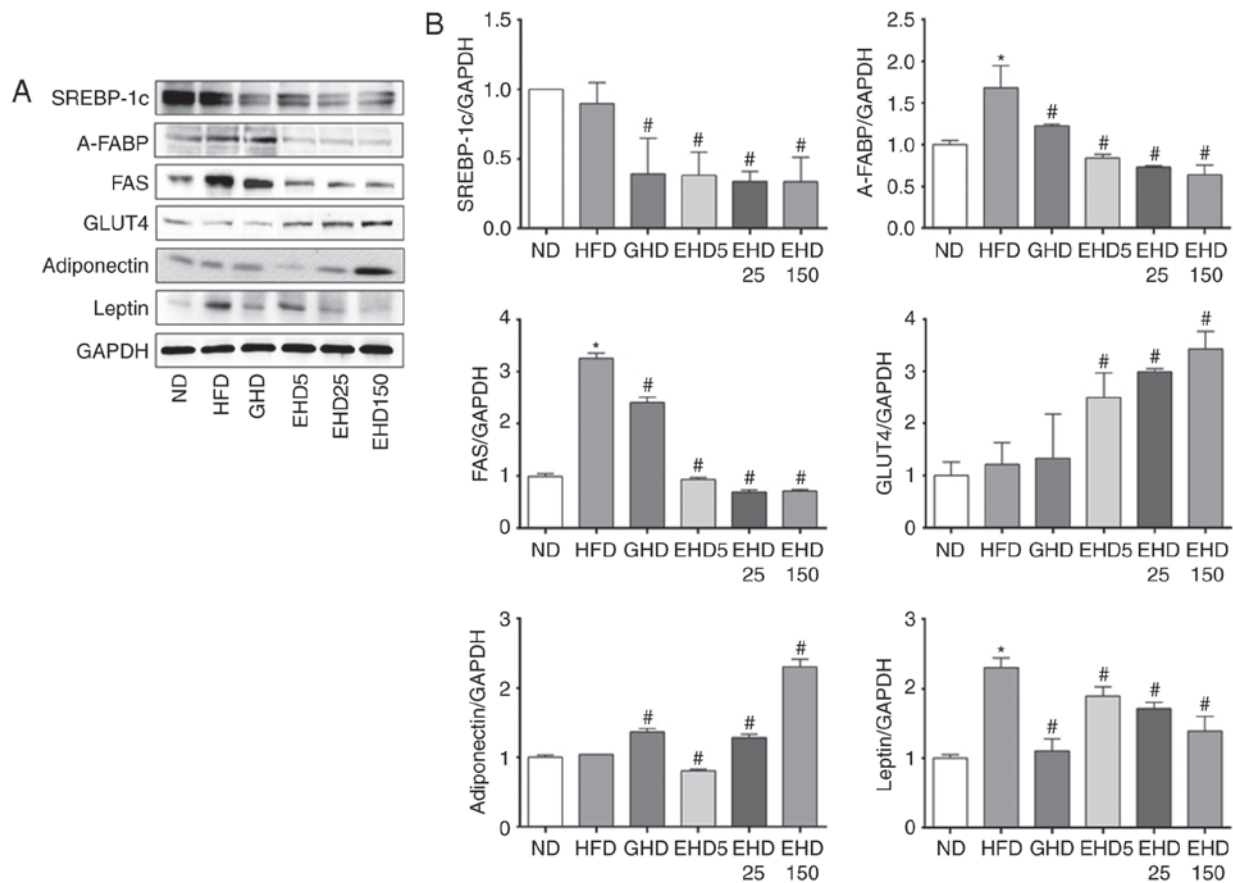 A
SREBP-1c
A-FABP
FAS
GLUT4
Adiponectin
Leptin
GAPDH
ND HFD GHD EHD5 EHD25 EHD150
B
SREBP-1c/GAPDH
1.5
1.0
0.5
0.0
# # # #
ND HFD GHD EHD5 EHD EHD
25 150
A-FABP/GAPDH
2.5
2.0
1.5
1.0
0.5
0.0
* # # # #
ND HFD GHD EHD5 EHD EHD
25 150
FAS/GAPDH
4
3
2
1
0
* # # # #
ND HFD GHD EHD5 EHD EHD
25 150
GLUT4/GAPDH
4
3
2
1
0
# # #
ND HFD GHD EHD5 EHD EHD
25 150
Adiponectin/GAPDH
3
2
1
0
# # # #
ND HFD GHD EHD5 EHD EHD
25 150
Leptin/GAPDH
3
2
1
0
* # # # #
ND HFD GHD EHD5 EHD EHD
25 150